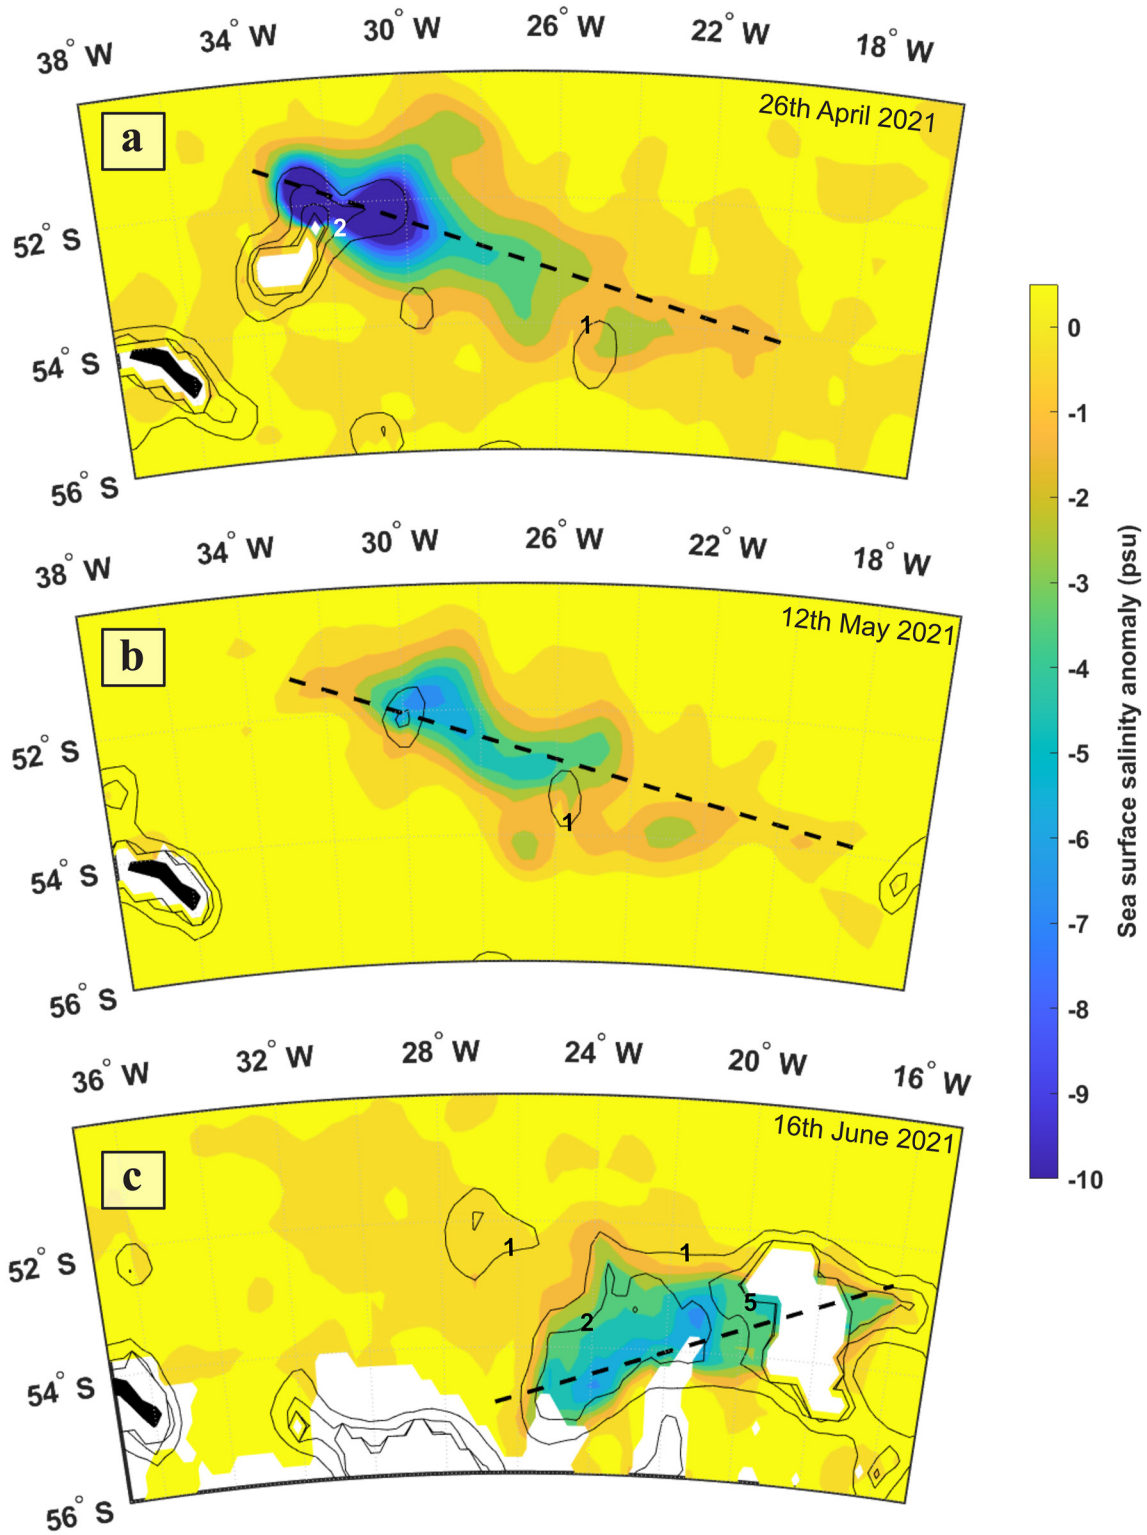 38° W 34° W 30° W 26° W 22° W 18° W
a
26th April 2021
52° S
2
1
54° S
56° S
38° W 34° W 30° W 26° W 22° W 18° W
b
12th May 2021
52° S
1
54° S
56° S
36° W 32° W 28° W 24° W 20° W 16° W
c
16th June 2021
52° S
1
1
5
2
54° S
56° S
0
-1
-2
-3
-4
-5
-6
-7
-8
-9
-10
Sea surface salinity anomaly (psu)